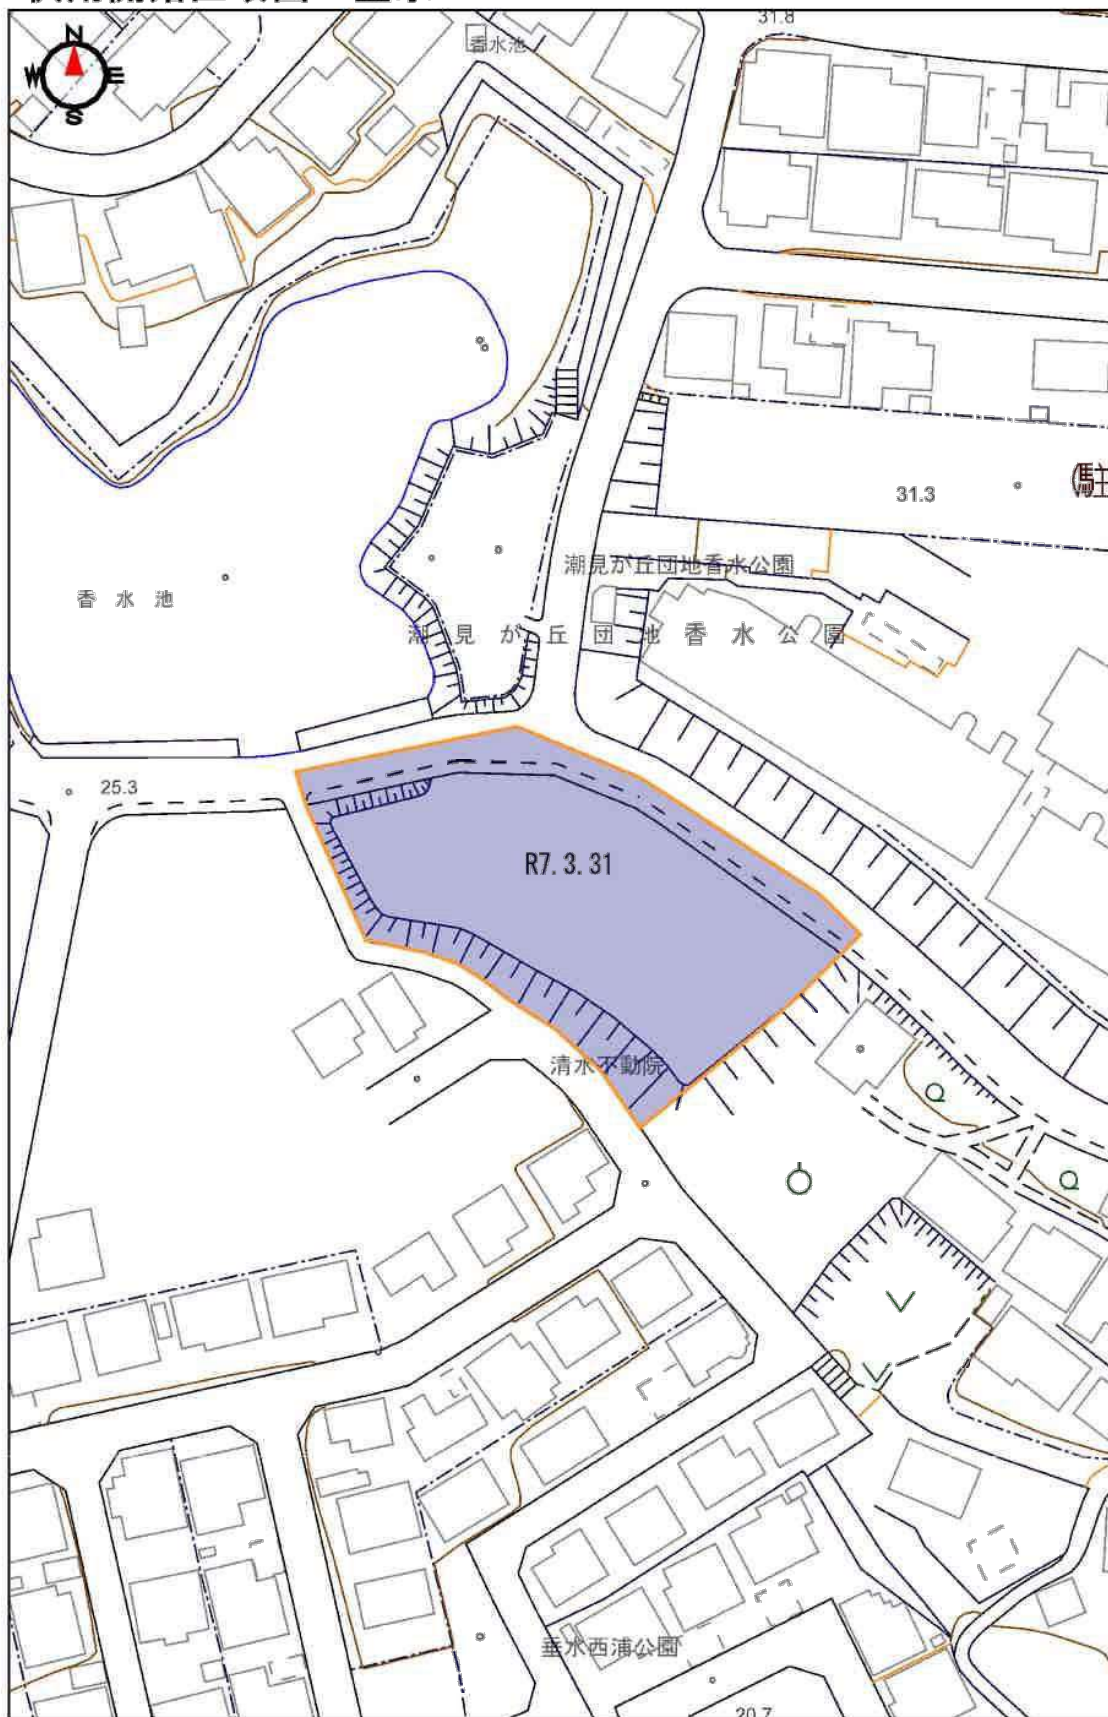 31.8
N
香水池
W E
S
31.3
(駐
潮見が丘団地香水公園
香水池
潮見が丘団地香水公園
25.3
R7.3.31
清水不動院
垂水西浦公園
20.7